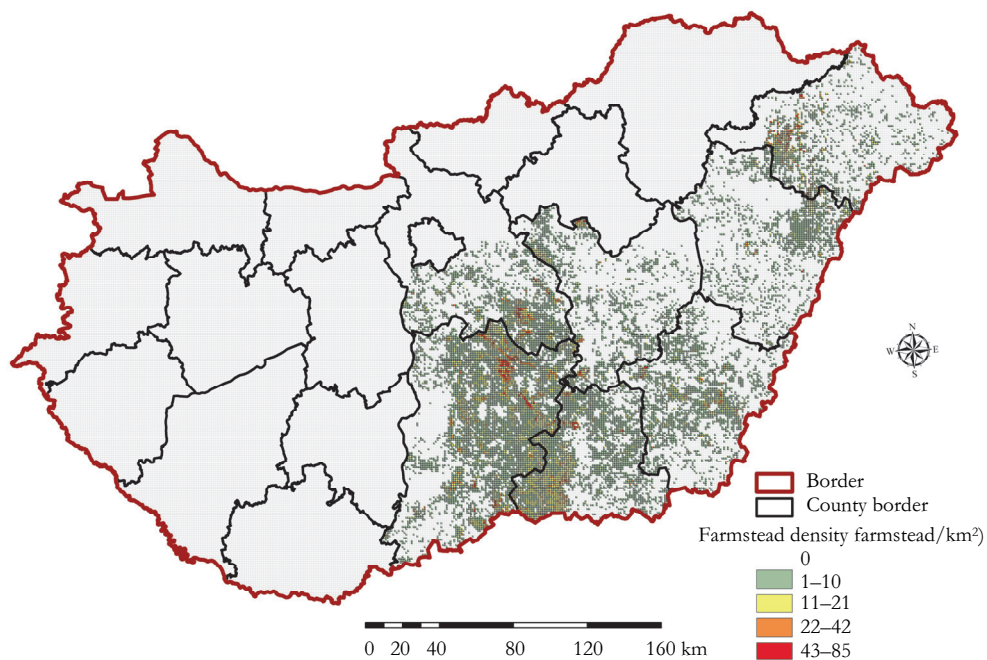 N
W E
S
Border
County border
Farmstead density farmstead/km²)
0
1–10
11–21
22–42
43–85
0 20 40 80 120 160 km